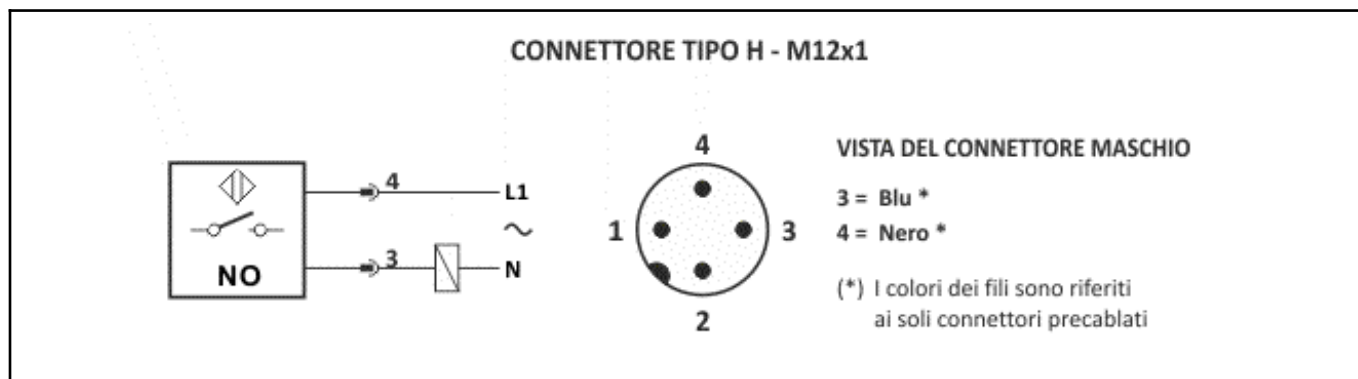 CONNETTORE TIPO H - M12x1
4
L1
NO
3
N
4
1
3
2
VISTA DEL CONNETTORE MASCHIO
3 = Blu *
4 = Nero *
(*) I colori dei fili sono riferiti
ai soli connettori precablati